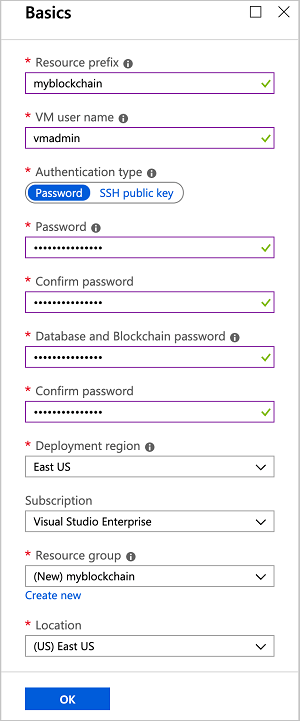 Basics
* Resource prefix
myblockchain
* VM user name
vmadmin
* Authentication type
Password SSH public key
* Password
•••••••••••••••
* Confirm password
•••••••••••••••
* Database and Blockchain password
•••••••••••••••
* Confirm password
•••••••••••••••
* Deployment region
East US
Subscription
Visual Studio Enterprise
* Resource group
(New) myblockchain
Create new
* Location
(US) East US
OK